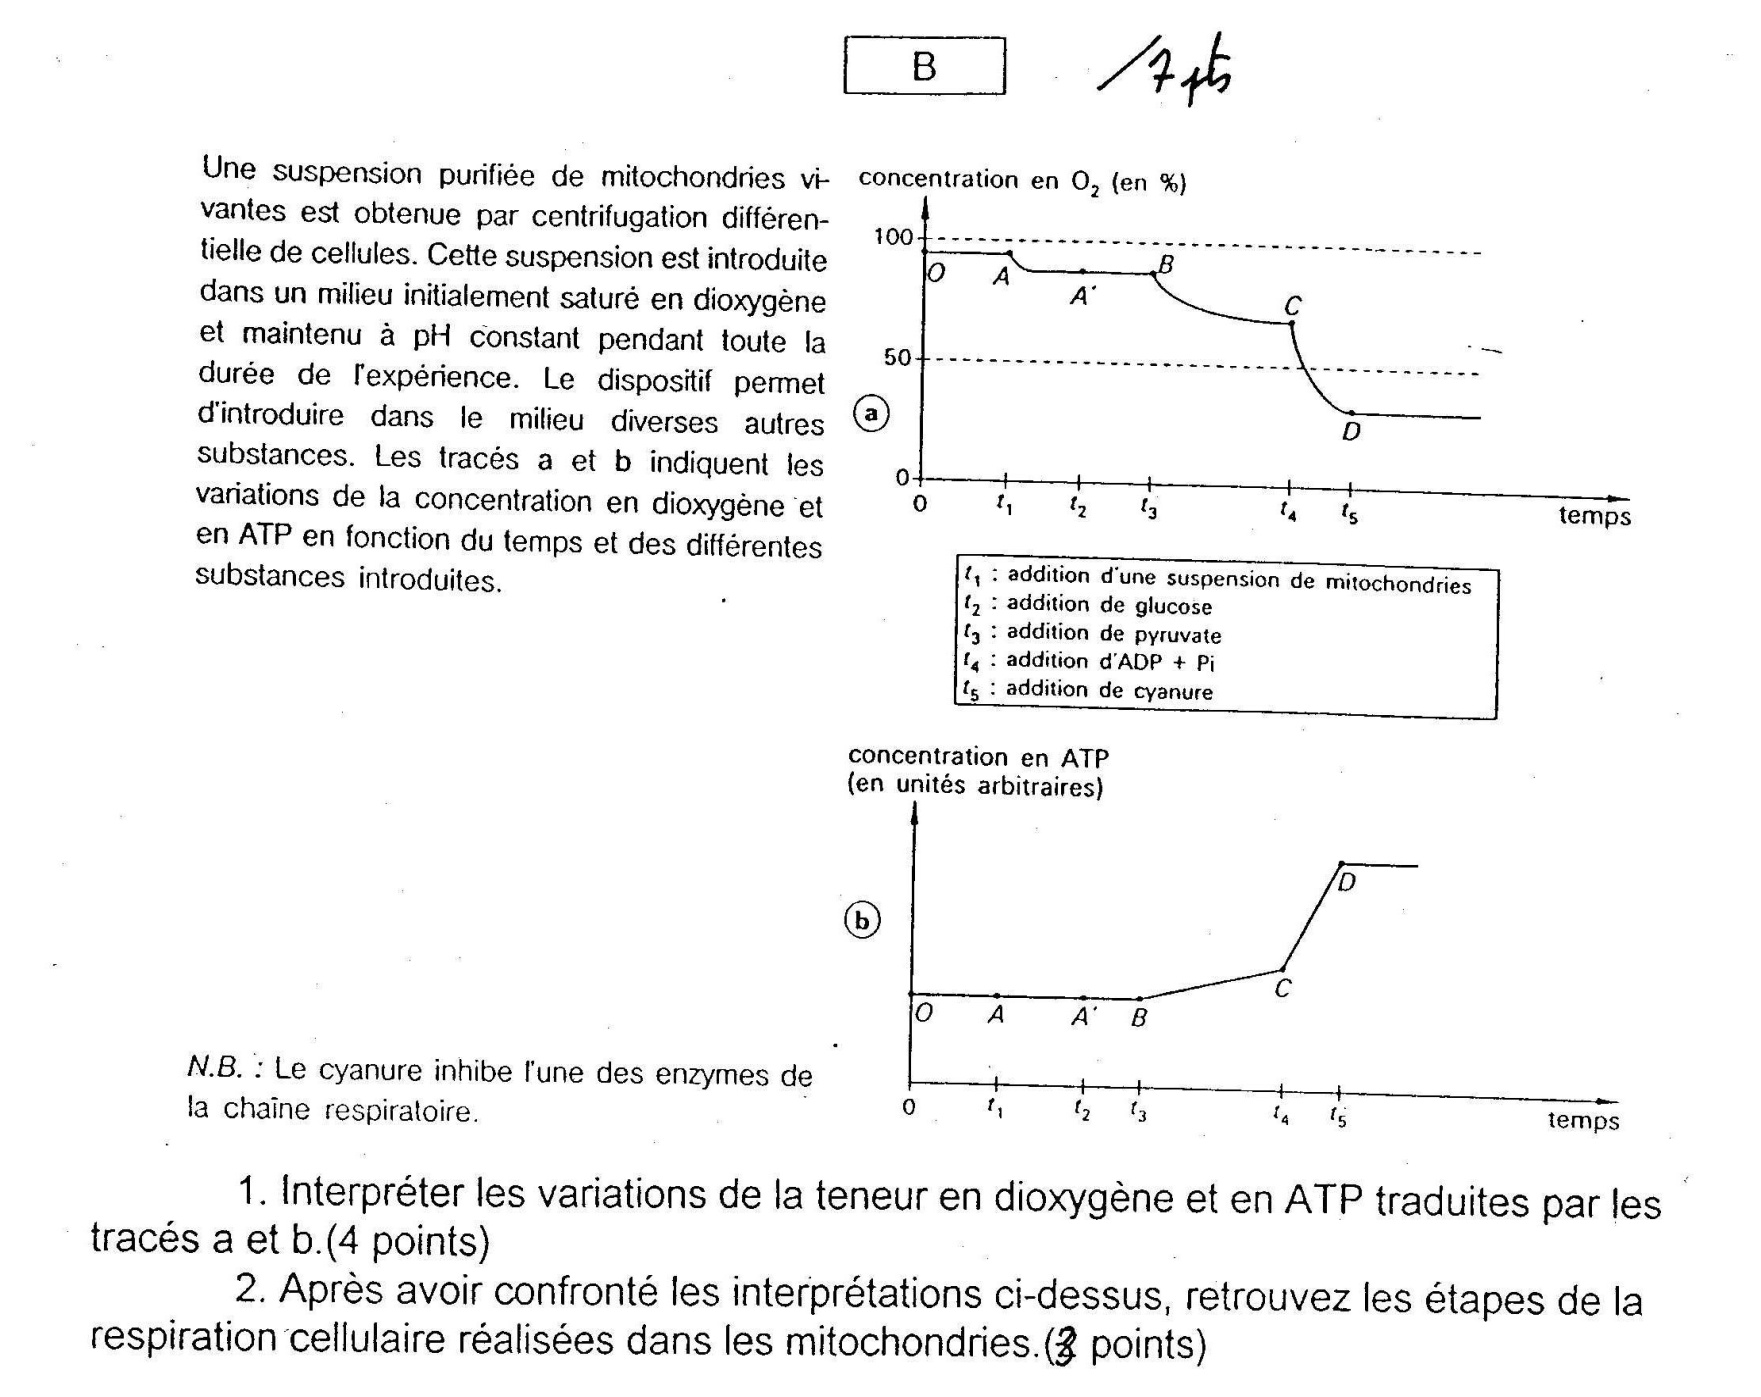 B
/7 pts
Une suspension purifiée de mitochondries vi-
vantes est obtenue par centrifugation différen-
tielle de cellules. Cette suspension est introduite
dans un milieu initialement saturé en dioxygène
et maintenu à pH constant pendant toute la
durée de l'expérience. Le dispositif permet
d'introduire dans le milieu diverses autres
substances. Les tracés a et b indiquent les
variations de la concentration en dioxygène et
en ATP en fonction du temps et des différentes
substances introduites.
concentration en O₂ (en %)
100
50
0
O
A
A'
B
C
D
a
0
t₁
t₂
t₃
t₄
t₅
temps
t₁ : addition d'une suspension de mitochondries
t₂ : addition de glucose
t₃ : addition de pyruvate
t₄ : addition d'ADP + Pi
t₅ : addition de cyanure
concentration en ATP
(en unités arbitraires)
b
O
A
A'
B
C
D
0
t₁
t₂
t₃
t₄
t₅
temps
N.B. : Le cyanure inhibe l'une des enzymes de
la chaîne respiratoire.
1. Interpréter les variations de la teneur en dioxygène et en ATP traduites par les
tracés a et b.(4 points)
2. Après avoir confronté les interprétations ci-dessus, retrouvez les étapes de la
respiration cellulaire réalisées dans les mitochondries.(3 points)